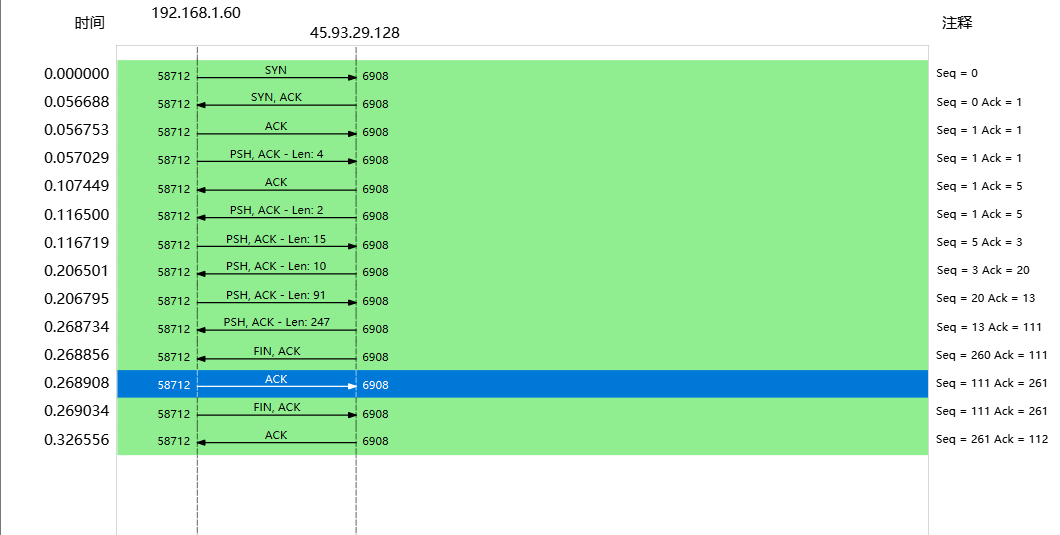 时间 192.168.1.60 45.93.29.128 注释
0.000000 58712 SYN 6908 Seq = 0
0.056688 58712 SYN, ACK 6908 Seq = 0 Ack = 1
0.056753 58712 ACK 6908 Seq = 1 Ack = 1
0.057029 58712 PSH, ACK - Len: 4 6908 Seq = 1 Ack = 1
0.107449 58712 ACK 6908 Seq = 1 Ack = 5
0.116500 58712 PSH, ACK - Len: 2 6908 Seq = 1 Ack = 5
0.116719 58712 PSH, ACK - Len: 15 6908 Seq = 5 Ack = 3
0.206501 58712 PSH, ACK - Len: 10 6908 Seq = 3 Ack = 20
0.206795 58712 PSH, ACK - Len: 91 6908 Seq = 20 Ack = 13
0.268734 58712 PSH, ACK - Len: 247 6908 Seq = 13 Ack = 111
0.268856 58712 FIN, ACK 6908 Seq = 260 Ack = 111
0.268908 58712 ACK 6908 Seq = 111 Ack = 261
0.269034 58712 FIN, ACK 6908 Seq = 111 Ack = 261
0.326556 58712 ACK 6908 Seq = 261 Ack = 112